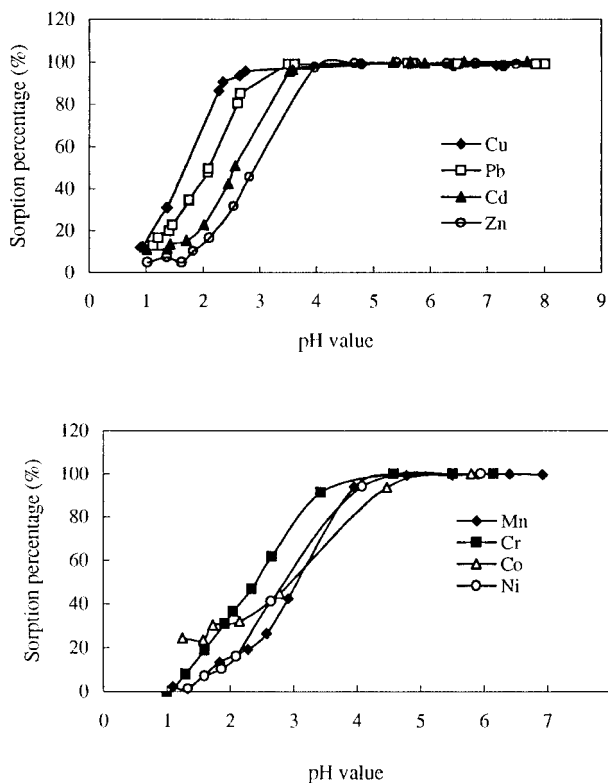 120
100
80
60
40
20
0
Sorption percentage (%)
Cu
Pb
Cd
Zn
0 1 2 3 4 5 6 7 8 9
pH value
120
100
80
60
40
20
0
Sorption percentage (%)
Mn
Cr
Co
Ni
0 1 2 3 4 5 6 7
pH value